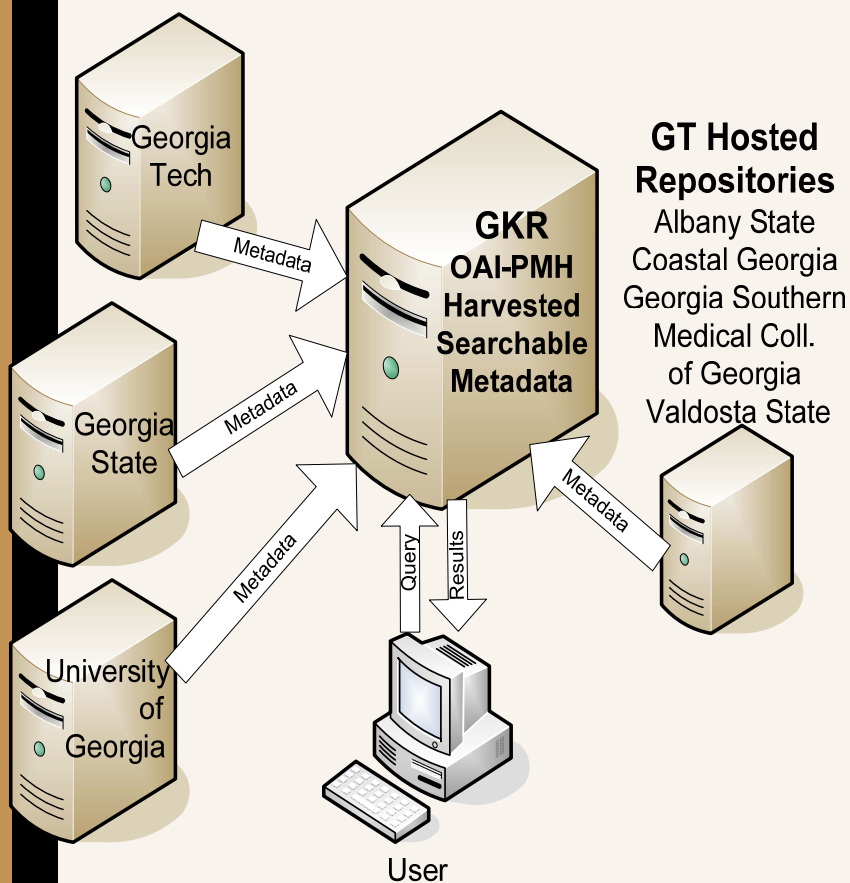 Georgia
Tech
Metadata
GKR
OAI-PMH
Harvested
Searchable
Metadata
GT Hosted
Repositories
Albany State
Coastal Georgia
Georgia Southern
Medical Coll.
of Georgia
Valdosta State
Georgia
State
Metadata
University
of
Georgia
Metadata
Metadata
Query
Results
User